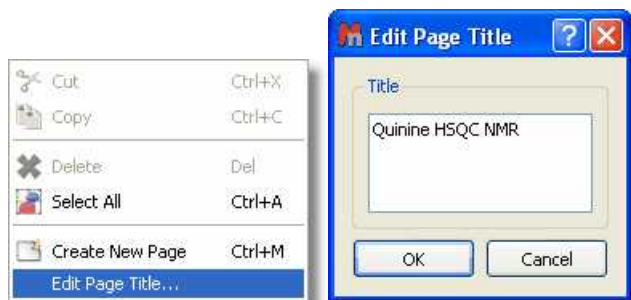 Cut Ctrl+X
Copy Ctrl+C
Delete Del
Select All Ctrl+A
Create New Page Ctrl+M
Edit Page Title...
Edit Page Title ?
Title
Quinine HSQC NMR
OK Cancel